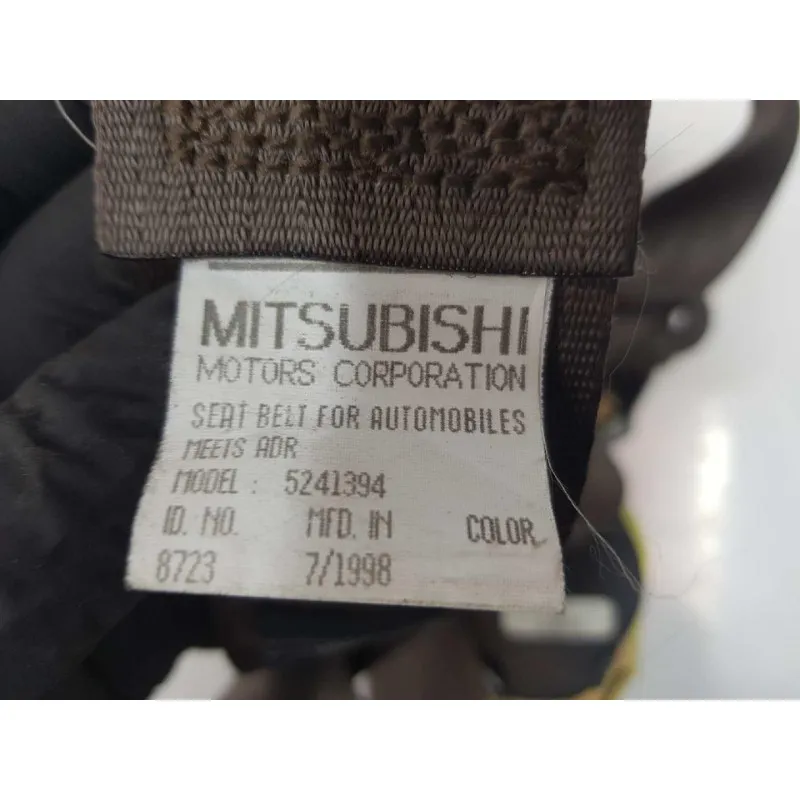 MITSUBISHI
MOTORS CORPORATION
SEAT BELT FOR AUTOMOBILES
MEETS ADR
MODEL : 5241394
ID. NO. MFD. IN COLOR
8723 7/1998